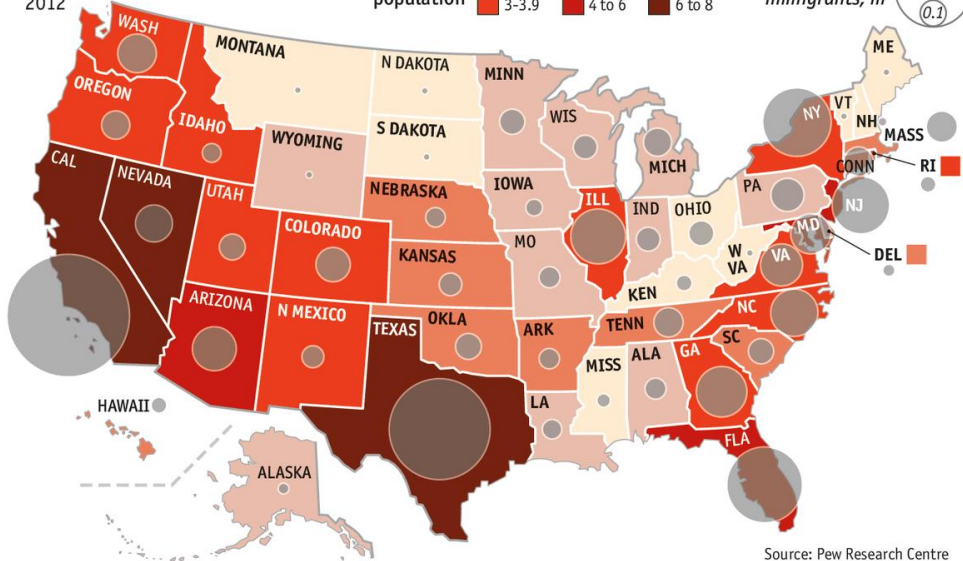 2012
population
3-3.9
4 to 6
6 to 8
immigrants, m
0.1
WASH
MONTANA
N DAKOTA
MINN
ME
OREGON
IDAHO
WYOMING
S DAKOTA
WIS
MICH
NY
VT
NH
MASS
CAL
NEVADA
UTAH
COLORADO
NEBRASKA
IOWA
ILL
IND
OHIO
PA
CONN
RI
NJ
MD
DEL
KANSAS
MO
W
VA
VA
KEN
ARIZONA
N MEXICO
TEXAS
OKLA
ARK
TENN
NC
SC
MISS
ALA
GA
LA
FLA
HAWAII
ALASKA
Source: Pew Research Centre